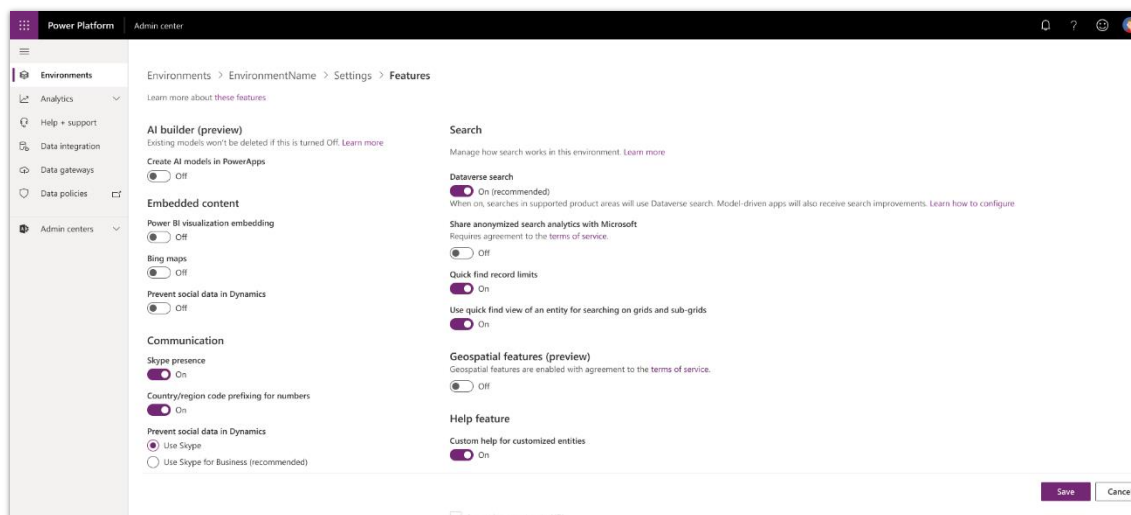 Power Platform
Admin center
Environments
Analytics
Help + support
Data integration
Data gateways
Data policies
Admin centers
Environments > EnvironmentName > Settings > Features
Learn more about these features
AI builder (preview)
Existing models won't be deleted if this is turned Off. Learn more
Create AI models in PowerApps
Off
Embedded content
Power BI visualization embedding
Off
Bing maps
Off
Prevent social data in Dynamics
Off
Communication
Skype presence
On
Country/region code prefixing for numbers
On
Prevent social data in Dynamics
Use Skype
Use Skype for Business (recommended)
Search
Manage how search works in this environment. Learn more
Dataverse search
On (recommended)
When on, searches in supported product areas will use Dataverse search. Model-driven apps will also receive search improvements. Learn how to configure
Share anonymized search analytics with Microsoft
Requires agreement to the terms of service.
Off
Quick find record limits
On
Use quick find view of an entity for searching on grids and sub-grids
On
Geospatial features (preview)
Geospatial features are enabled with agreement to the terms of service.
Off
Help feature
Custom help for customized entities
On
Save
Cance